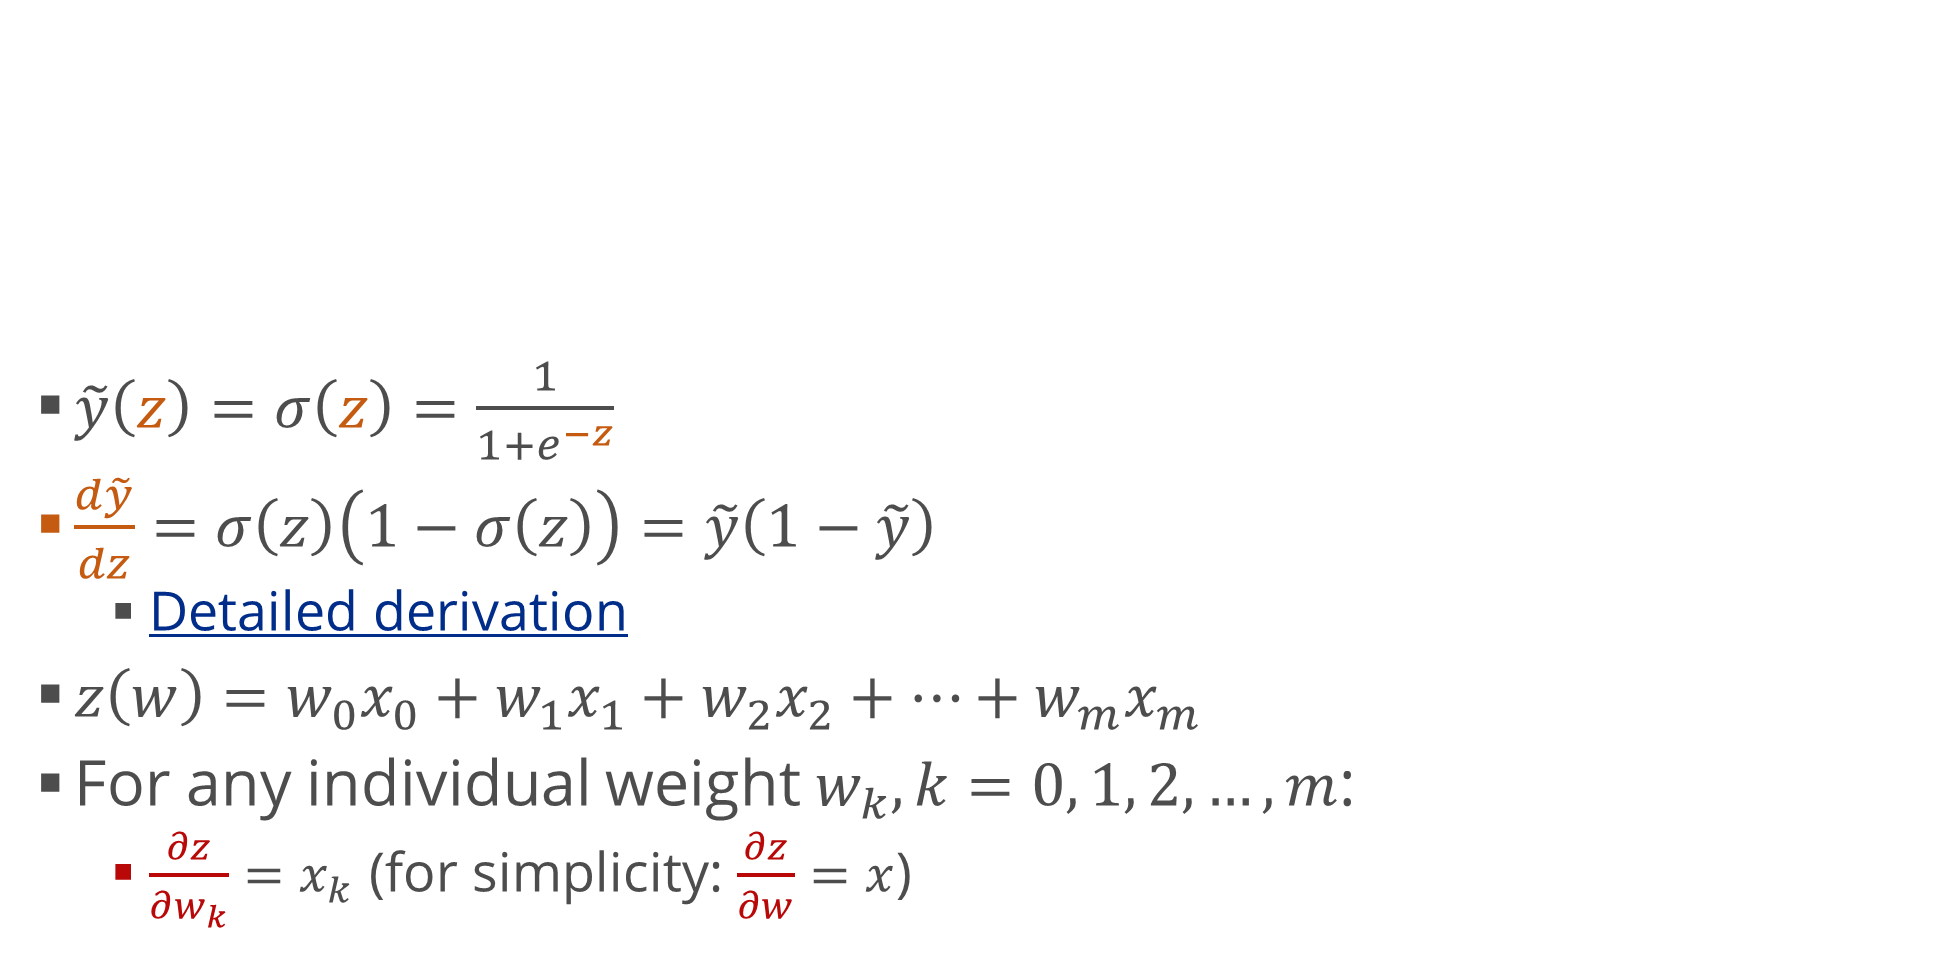 ▪ ỹ(z) = σ(z) = 1/(1+e^(−z))
▪ dỹ/dz = σ(z)(1 − σ(z)) = ỹ(1 − ỹ)
▪ Detailed derivation
▪ z(w) = w₀x₀ + w₁x₁ + w₂x₂ + ⋯ + wₘxₘ
▪ For any individual weight wₖ, k = 0, 1, 2, … , m:
▪ ∂z/∂wₖ = xₖ (for simplicity: ∂z/∂w = x)